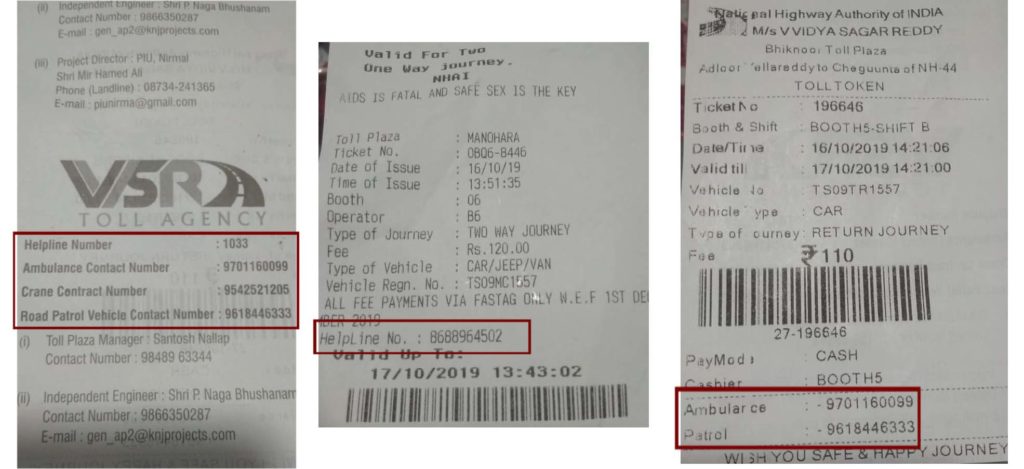 (ii) Independent Engineer : Shri P. Naga Bhushanam
Contact Number : 9866350287
E-mail : gen_ap2@knjprojects.com
(iii) Project Director : PIU, Nirmal
Shri Mir Hamed Ali
Phone (Landline) : 08734-241365
E-mail : piunirma@gmail.com
VSR
TOLL AGENCY
Helpline Number : 1033
Ambulance Contact Number : 9701160099
Crane Contract Number : 9542521205
Road Patrol Vehicle Contact Number : 9618446333
(i) Toll Plaza Manager : Santosh Nallap
Contact Number : 98489 63344
(ii) Independent Engineer : Shri P. Naga Bhushanam
Contact Number : 9866350287
E-mail : gen_ap2@knjprojects.com
Valid For Two
One Way journey.
NHAI
AIDS IS FATAL AND SAFE SEX IS THE KEY
Toll Plaza : MANOHARA
Ticket No. : 0BQ6-8446
Date of Issue : 16/10/19
Time of Issue : 13:51:35
Booth : 06
Operator : B6
Type of Journey : TWO WAY JOURNEY
Fee : Rs.120.00
Type of Vehicle : CAR/JEEP/VAN
Vehicle Regn. No. : TS09MC1557
ALL FEE PAYMENTS VIA FASTAG ONLY W.E.F 1ST DEC
MBER 2019
HelpLine No. : 8688964502
Valid Up To:
17/10/2019 13:43:02
National Highway Authority of INDIA
M/s V VIDYA SAGAR REDDY
Bhiknoor Toll Plaza
Adloor Yellareddy to Chegunta of NH-44
TOLL TOKEN
Ticket No : 196646
Booth & Shift : BOOTH5-SHIFT B
Date/Time : 16/10/2019 14:21:06
Valid till : 17/10/2019 14:21:00
Vehicle No : TS09TR1557
Vehicle Type : CAR
Type of Journey : RETURN JOURNEY
Fee ₹ 110
27-196646
PayMode : CASH
Cashier : BOOTH5
Ambulance : - 9701160099
Patrol : - 9618446333
WISH YOU SAFE & HAPPY JOURNEY